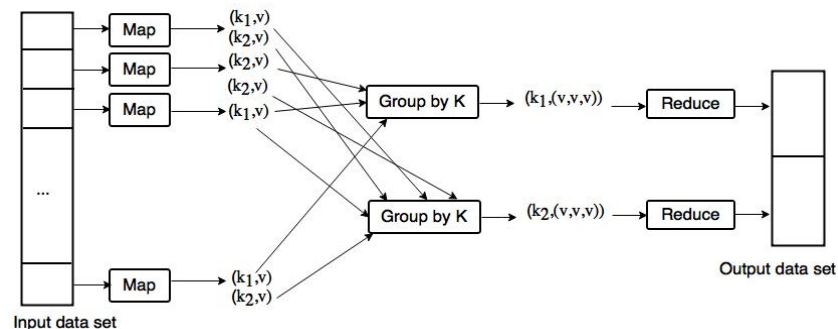 Map
(k1,v)
(k2,v)
Map
(k2,v)
(k2,v)
Map
(k1,v)
Group by K
(k1,(v,v,v))
Reduce
...
Group by K
(k2,(v,v,v))
Reduce
Map
(k1,v)
(k2,v)
Output data set
Input data set